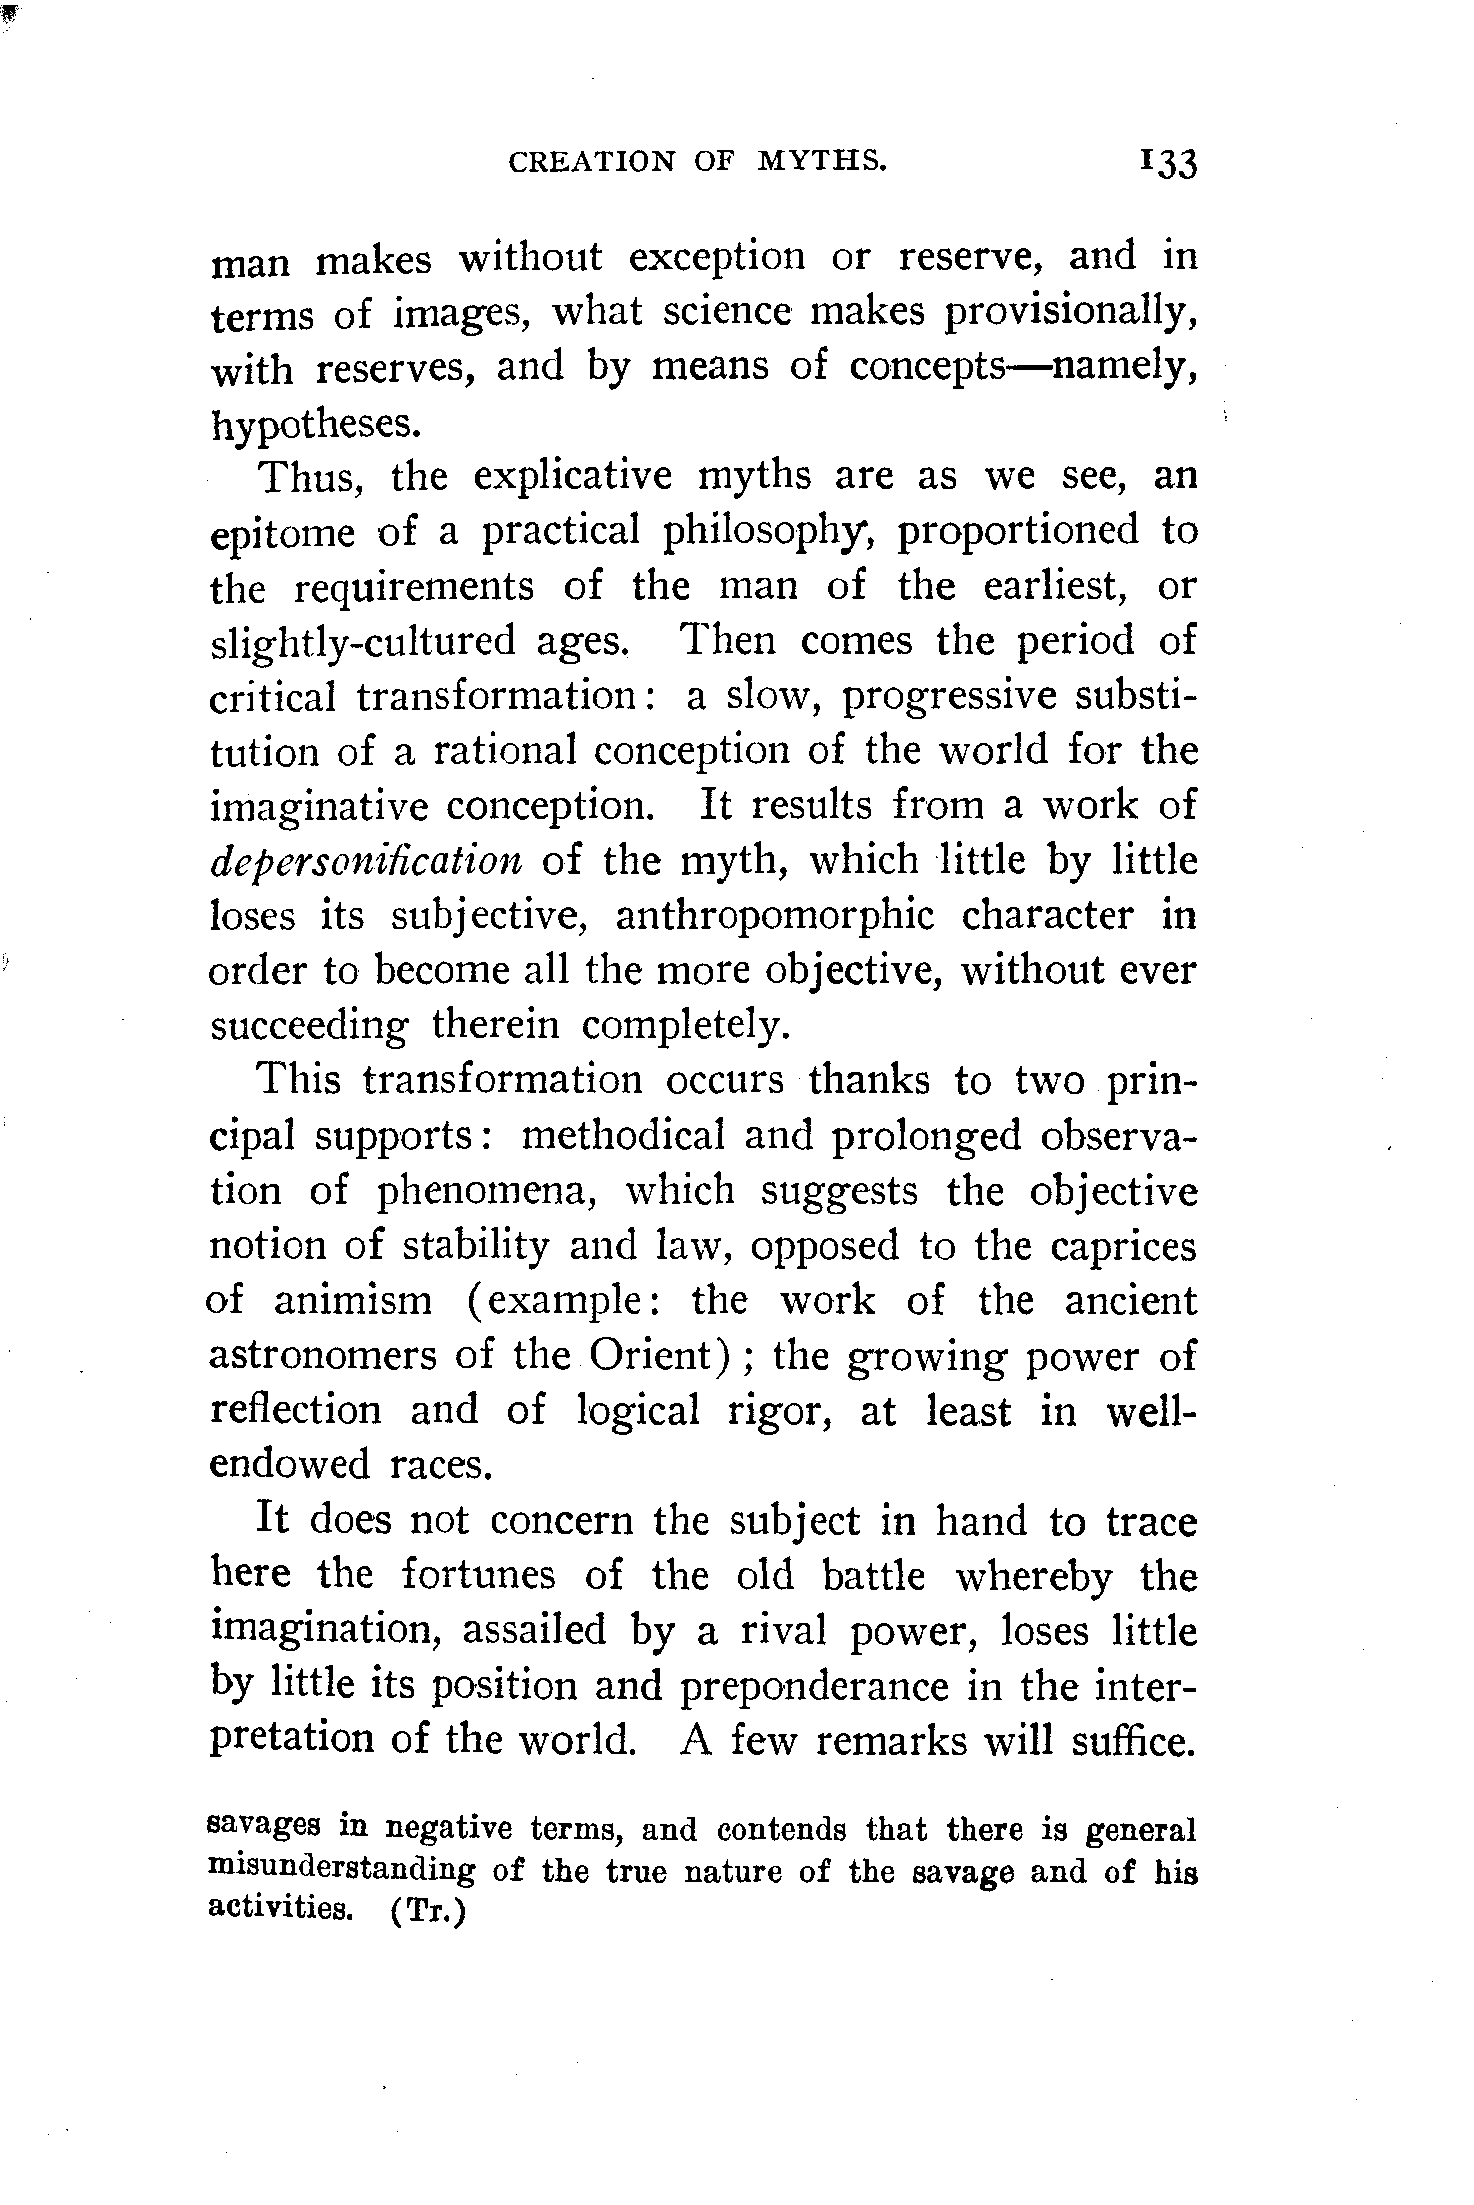 CREATION OF MYTHS. 133
man makes without exception or reserve, and in
terms of images, what science makes provisionally,
with reserves, and by means of concepts—namely,
hypotheses.
Thus, the explicative myths are as we see, an
epitome of a practical philosophy, proportioned to
the requirements of the man of the earliest, or
slightly-cultured ages. Then comes the period of
critical transformation: a slow, progressive substi-
tution of a rational conception of the world for the
imaginative conception. It results from a work of
depersonification of the myth, which little by little
loses its subjective, anthropomorphic character in
order to become all the more objective, without ever
succeeding therein completely.
This transformation occurs thanks to two prin-
cipal supports: methodical and prolonged observa-
tion of phenomena, which suggests the objective
notion of stability and law, opposed to the caprices
of animism (example: the work of the ancient
astronomers of the Orient); the growing power of
reflection and of logical rigor, at least in well-
endowed races.
It does not concern the subject in hand to trace
here the fortunes of the old battle whereby the
imagination, assailed by a rival power, loses little
by little its position and preponderance in the inter-
pretation of the world. A few remarks will suffice.
savages in negative terms, and contends that there is general
misunderstanding of the true nature of the savage and of his
activities. (Tr.)